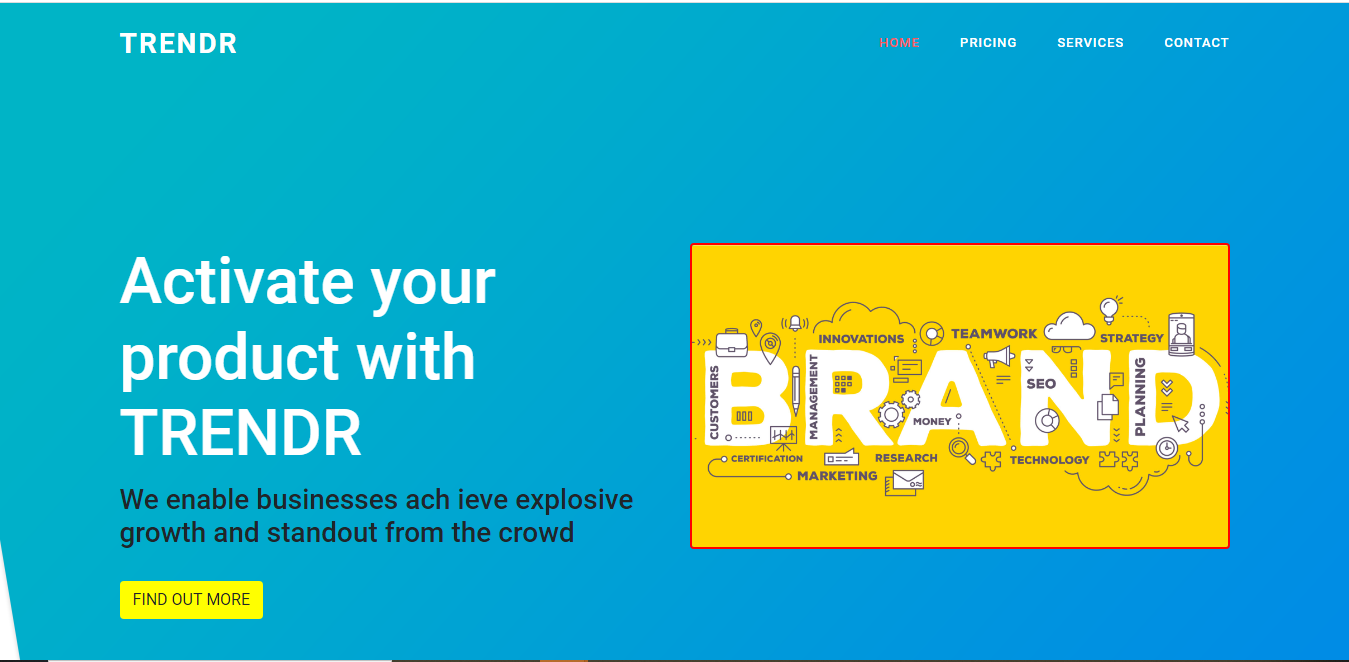 TRENDR
HOME PRICING SERVICES CONTACT
Activate your
product with
TRENDR
We enable businesses ach ieve explosive
growth and standout from the crowd
FIND OUT MORE
BRAND
INNOVATIONS
TEAMWORK
STRATEGY
CUSTOMERS
MANAGEMENT
SEO
PLANNING
MONEY
CERTIFICATION
RESEARCH
TECHNOLOGY
MARKETING